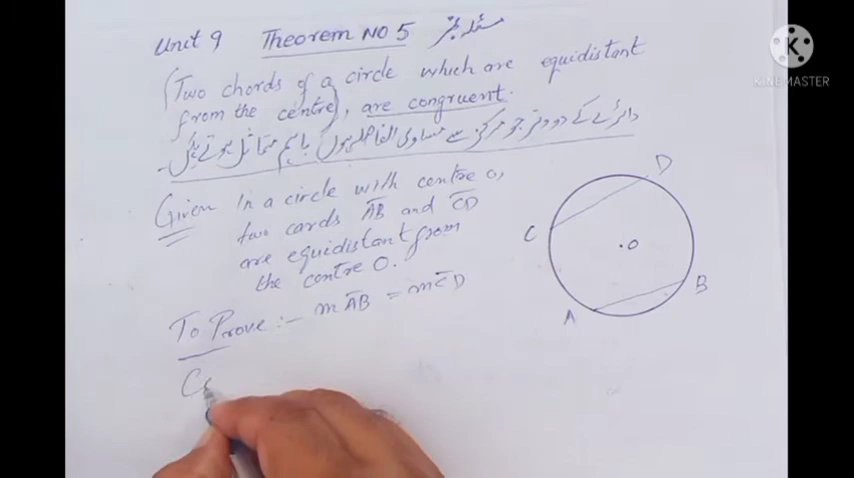 Unit 9 Theorem No 5 مسئلہ نمبر
(Two chords of a circle which are equidistant
from the centre), are congruent.
دائرے کے دو وتر جو مرکز سے مساوی الفاصلہ ہوں باہم متماثل ہوتے ہیں۔
Given In a circle with centre O,
two cards AB and CD
are equidistant from
the centre O.
To Prove :- mAB = mCD
Co
D
C
.O
B
A
K
KINEMASTER